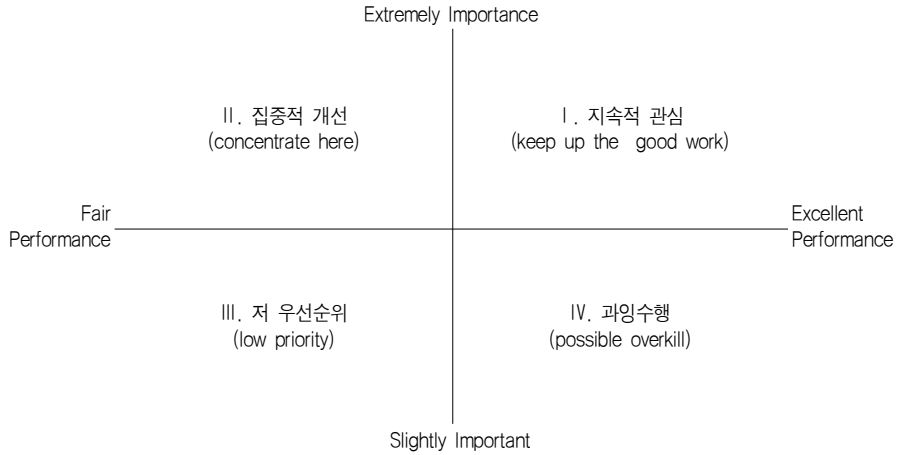 Extremely Importance
II. 집중적 개선
(concentrate here)
I. 지속적 관심
(keep up the good work)
Fair
Performance
Excellent
Performance
III. 저 우선순위
(low priority)
IV. 과잉수행
(possible overkill)
Slightly Important